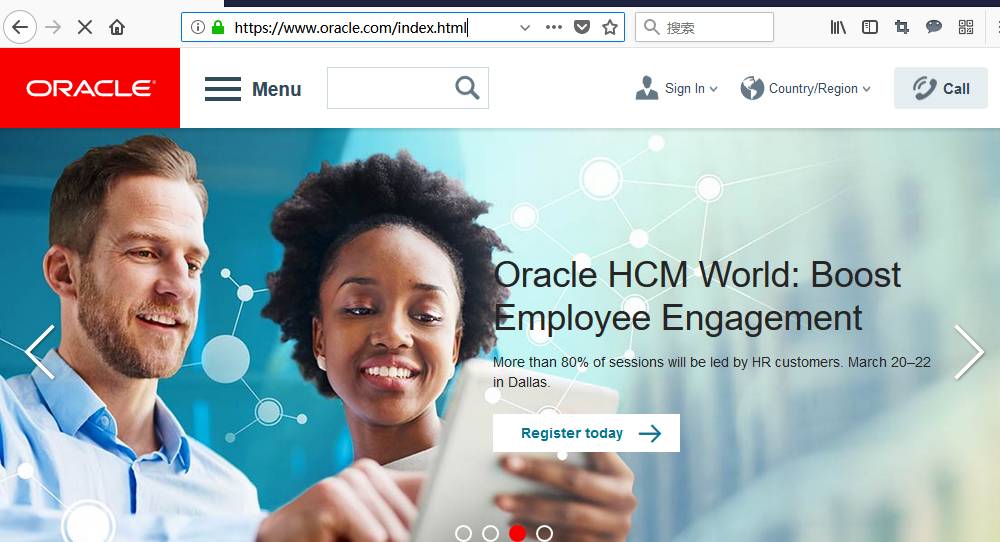 https://www.oracle.com/index.html
搜索
ORACLE
Menu
Sign In
Country/Region
Call
Oracle HCM World: Boost
Employee Engagement
More than 80% of sessions will be led by HR customers. March 20–22
in Dallas.
Register today